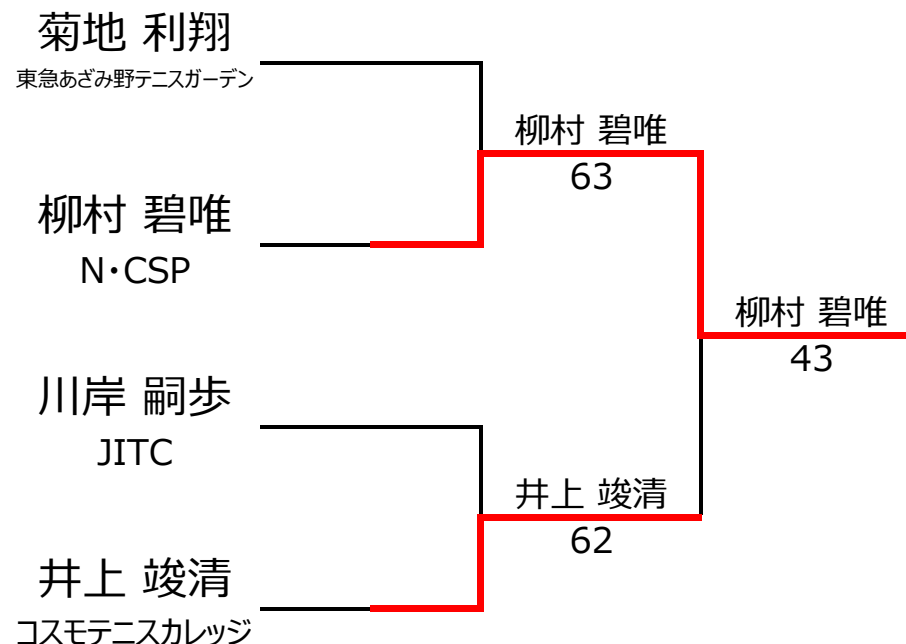 菊地 利翔
東急あざみ野テニスガーデン
柳村 碧唯
63
柳村 碧唯
N・CSP
柳村 碧唯
43
川岸 嗣歩
JITC
井上 竣清
62
井上 竣清
コスモテニスカレッジ